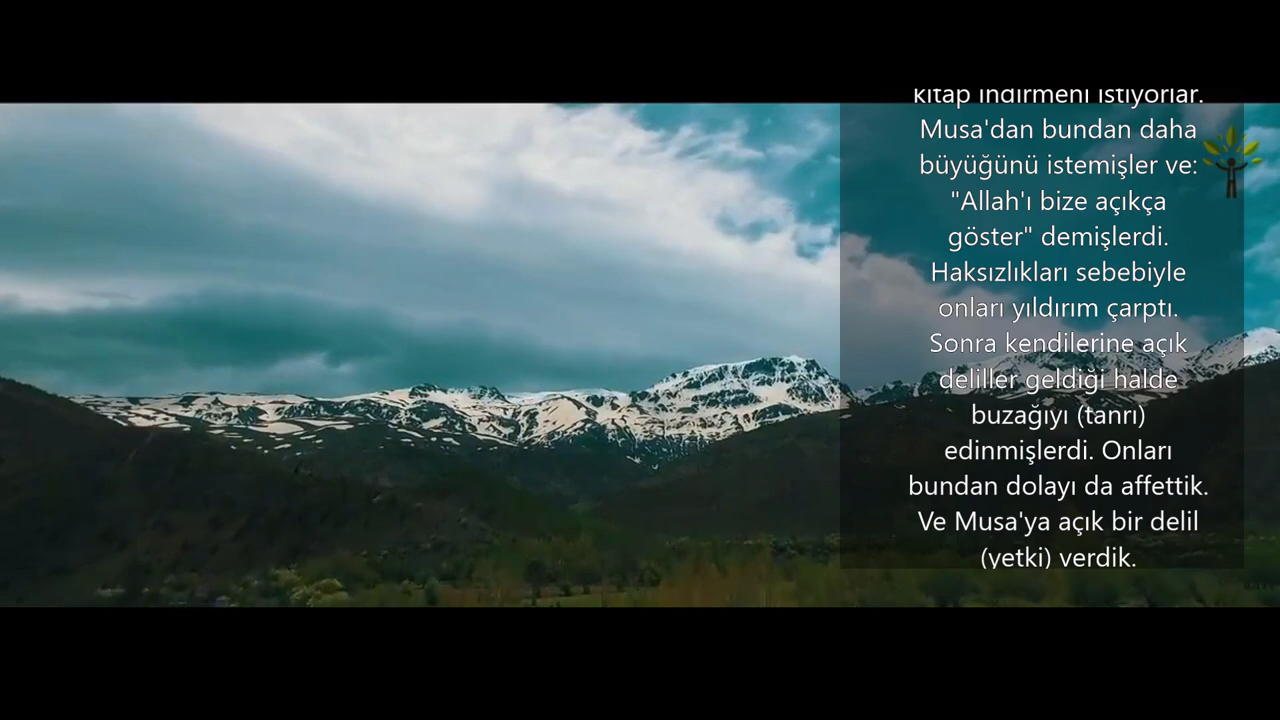 kitap indirmeni istiyorlar.
Musa'dan bundan daha
büyüğünü istemişler ve:
"Allah'ı bize açıkça
göster" demişlerdi.
Haksızlıkları sebebiyle
onları yıldırım çarptı.
Sonra kendilerine açık
deliller geldiği halde
buzağıyı (tanrı)
edinmişlerdi. Onları
bundan dolayı da affettik.
Ve Musa'ya açık bir delil
(yetki) verdik.